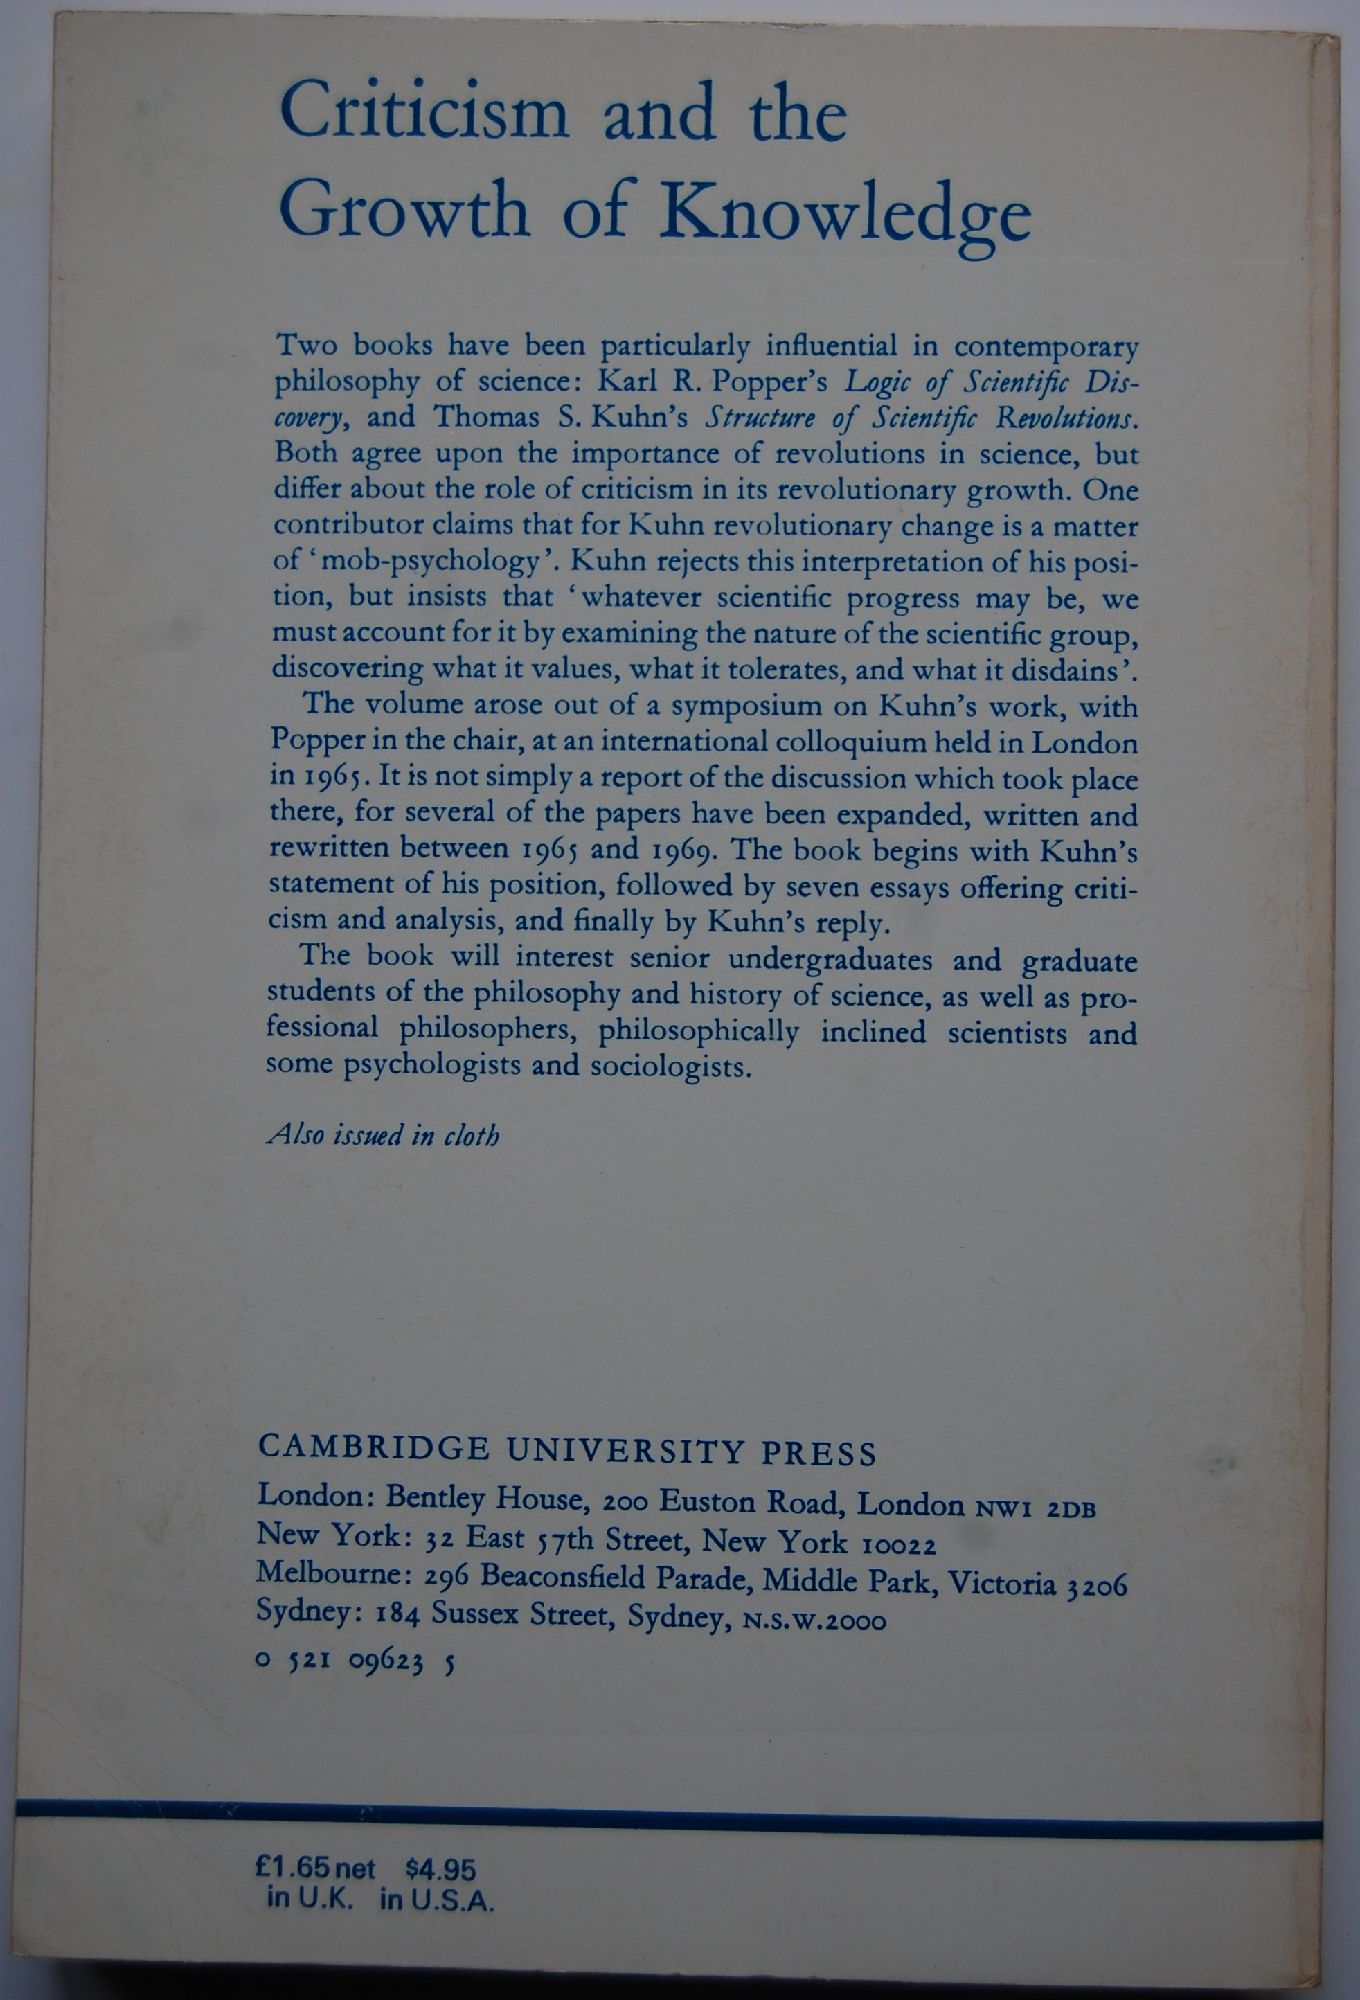 Criticism and the
Growth of Knowledge
Two books have been particularly influential in contemporary
philosophy of science: Karl R. Popper's Logic of Scientific Dis-
covery, and Thomas S. Kuhn's Structure of Scientific Revolutions.
Both agree upon the importance of revolutions in science, but
differ about the role of criticism in its revolutionary growth. One
contributor claims that for Kuhn revolutionary change is a matter
of 'mob-psychology'. Kuhn rejects this interpretation of his posi-
tion, but insists that 'whatever scientific progress may be, we
must account for it by examining the nature of the scientific group,
discovering what it values, what it tolerates, and what it disdains'.
The volume arose out of a symposium on Kuhn's work, with
Popper in the chair, at an international colloquium held in London
in 1965. It is not simply a report of the discussion which took place
there, for several of the papers have been expanded, written and
rewritten between 1965 and 1969. The book begins with Kuhn's
statement of his position, followed by seven essays offering criti-
cism and analysis, and finally by Kuhn's reply.
The book will interest senior undergraduates and graduate
students of the philosophy and history of science, as well as pro-
fessional philosophers, philosophically inclined scientists and
some psychologists and sociologists.
Also issued in cloth
CAMBRIDGE UNIVERSITY PRESS
London: Bentley House, 200 Euston Road, London NW1 2DB
New York: 32 East 57th Street, New York 10022
Melbourne: 296 Beaconsfield Parade, Middle Park, Victoria 3206
Sydney: 184 Sussex Street, Sydney, N.S.W.2000
0 521 09623 5
£1.65 net $4.95
in U.K. in U.S.A.